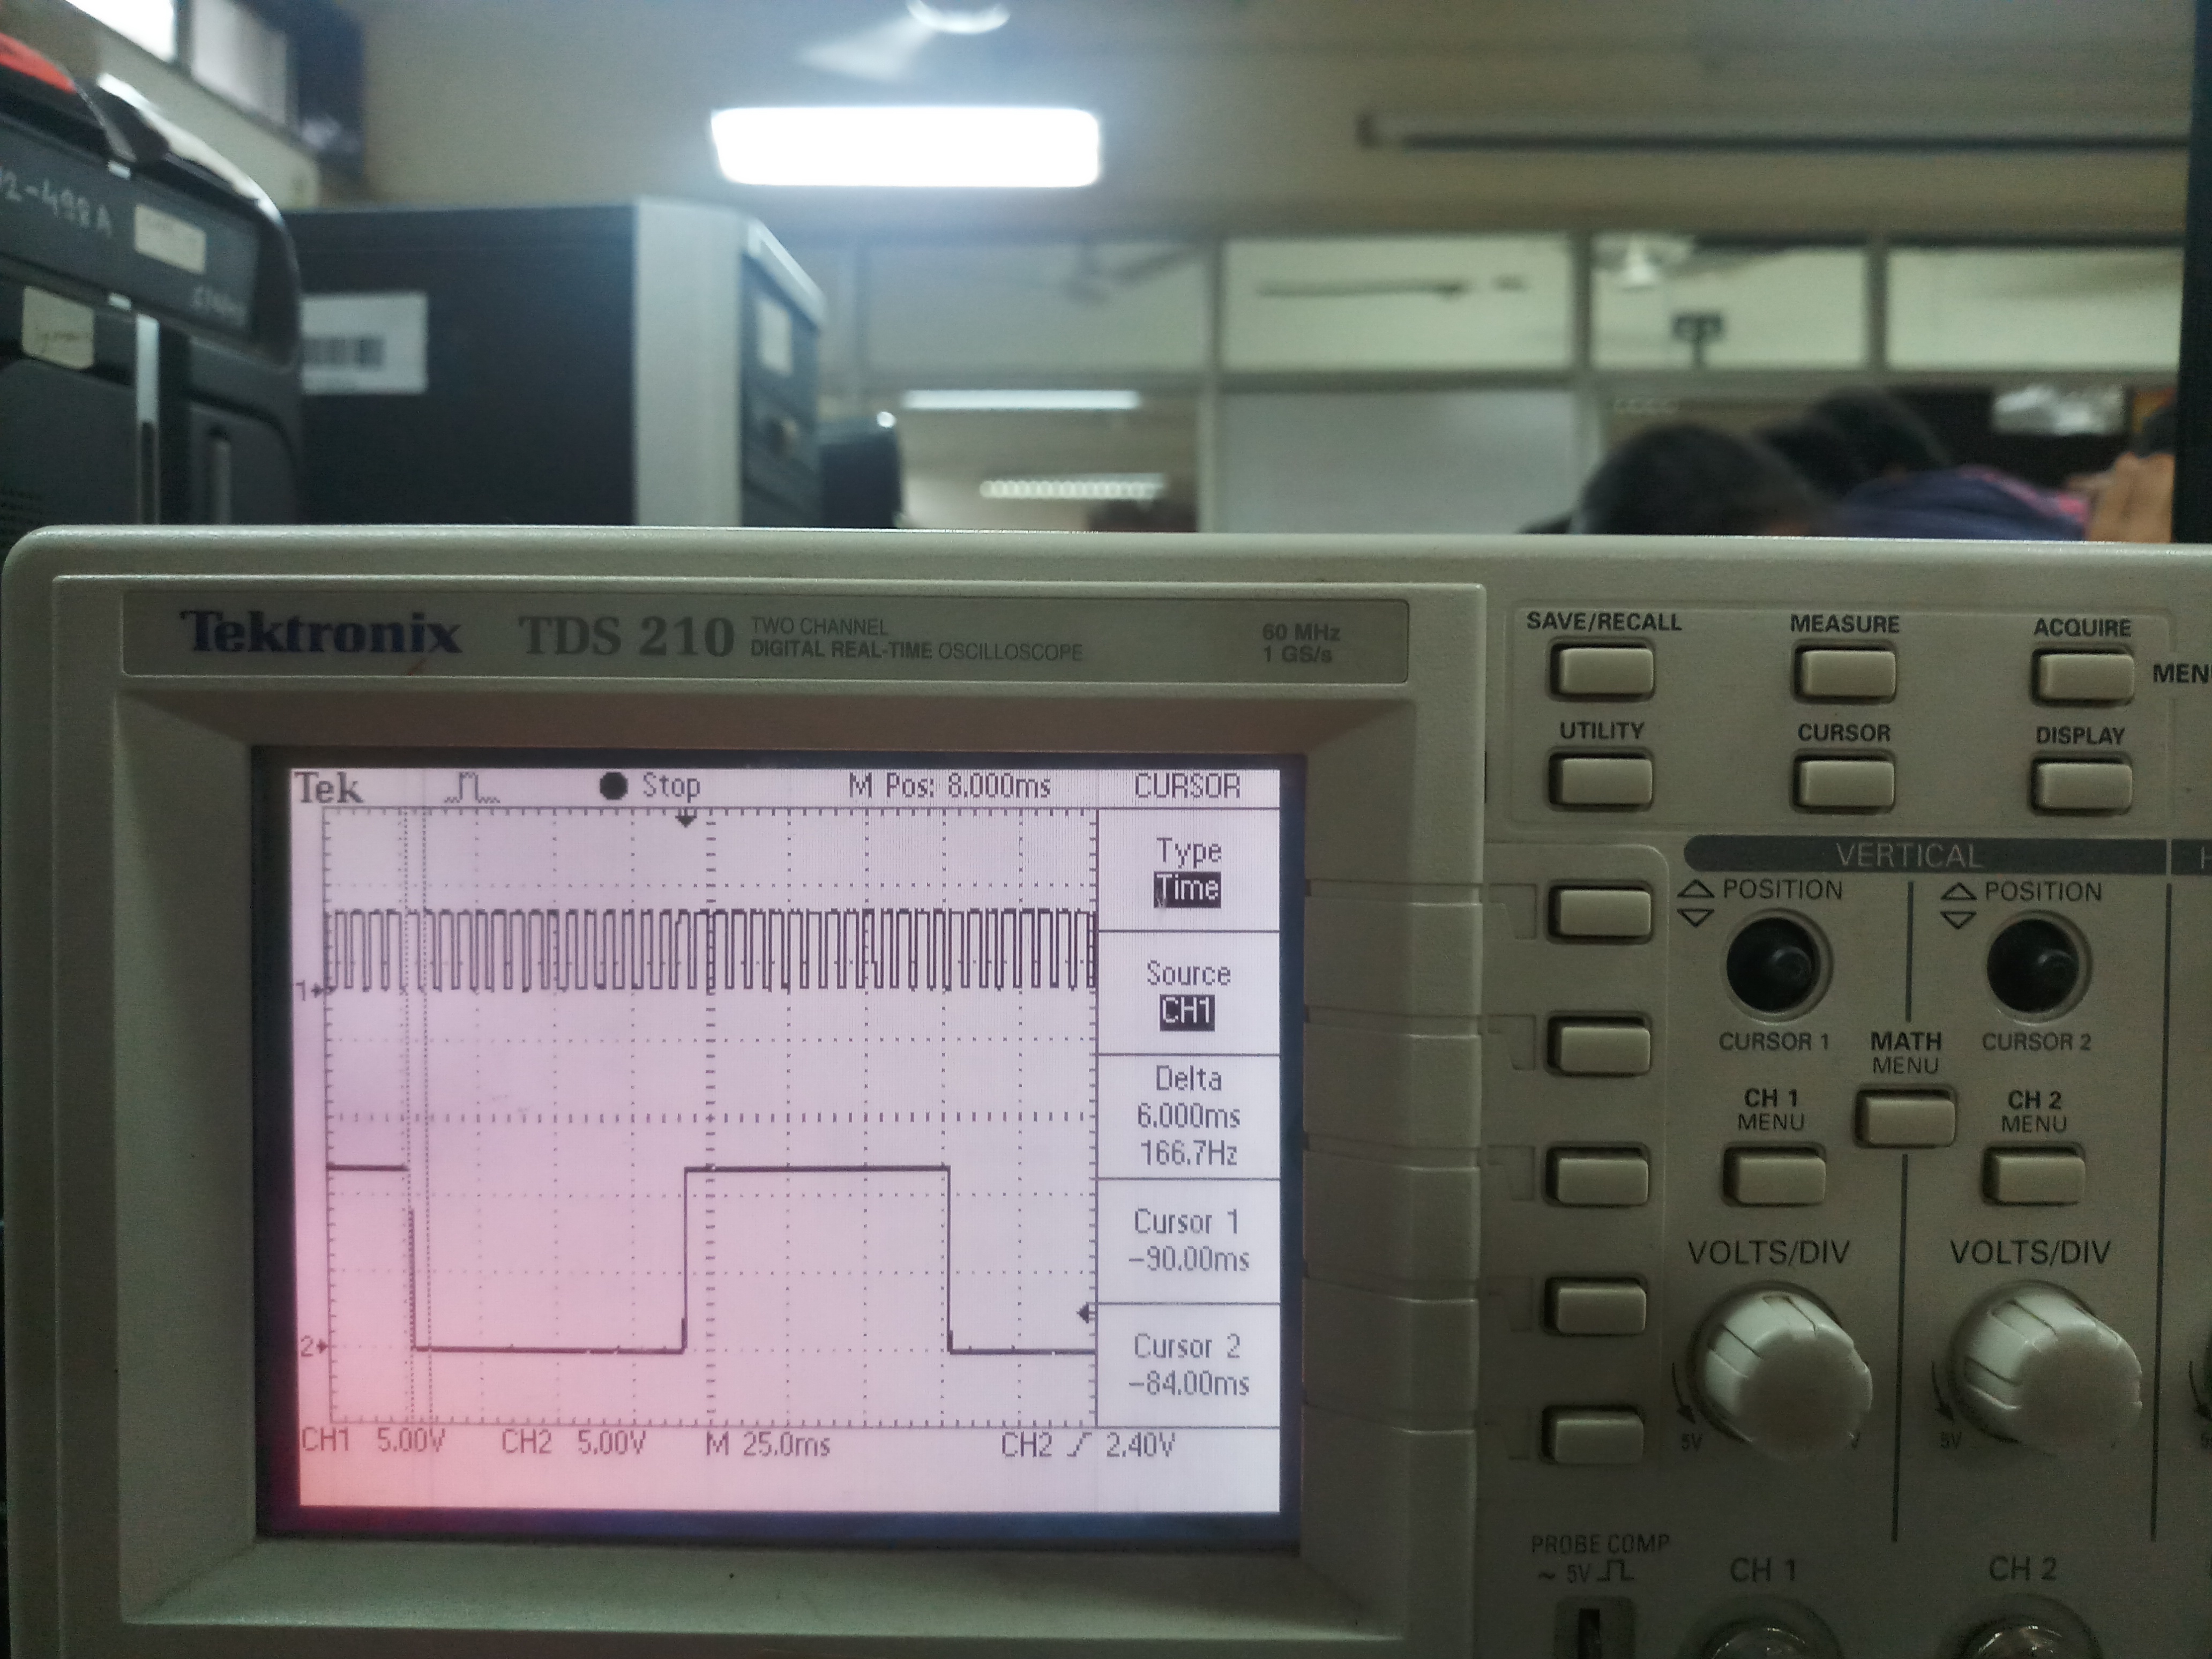 Tektronix TDS 210 TWO CHANNEL
DIGITAL REAL-TIME OSCILLOSCOPE
60 MHz
1 GS/s
SAVE/RECALL MEASURE ACQUIRE
UTILITY CURSOR DISPLAY
VERTICAL
POSITION POSITION
CURSOR 1 CURSOR 2
MATH
MENU
CH 1
MENU
CH 2
MENU
VOLTS/DIV VOLTS/DIV
5V 5V
PROBE COMP
~ 5V
CH 1 CH 2
Tek Stop M Pos: 8.000ms CURSOR
Type
Time
Source
CH1
Delta
6.000ms
166.7Hz
Cursor 1
−90.00ms
Cursor 2
−84.00ms
1
2
CH1 5.00V CH2 5.00V M 25.0ms CH2 2.40V